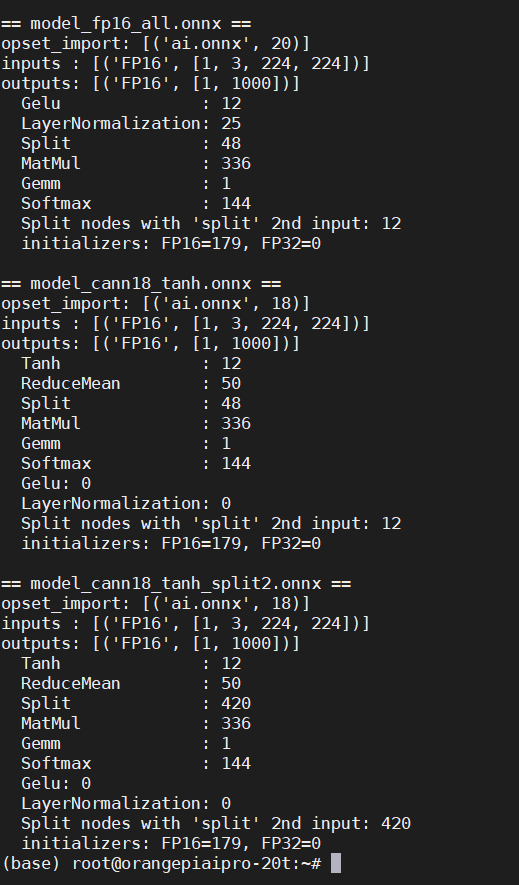 == model_fp16_all.onnx ==
opset_import: [('ai.onnx', 20)]
inputs : [('FP16', [1, 3, 224, 224])]
outputs: [('FP16', [1, 1000])]
  Gelu              : 12
  LayerNormalization: 25
  Split             : 48
  MatMul            : 336
  Gemm              : 1
  Softmax           : 144
  Split nodes with 'split' 2nd input: 12
  initializers: FP16=179, FP32=0

== model_cann18_tanh.onnx ==
opset_import: [('ai.onnx', 18)]
inputs : [('FP16', [1, 3, 224, 224])]
outputs: [('FP16', [1, 1000])]
  Tanh              : 12
  ReduceMean        : 50
  Split             : 48
  MatMul            : 336
  Gemm              : 1
  Softmax           : 144
  Gelu: 0
  LayerNormalization: 0
  Split nodes with 'split' 2nd input: 12
  initializers: FP16=179, FP32=0

== model_cann18_tanh_split2.onnx ==
opset_import: [('ai.onnx', 18)]
inputs : [('FP16', [1, 3, 224, 224])]
outputs: [('FP16', [1, 1000])]
  Tanh              : 12
  ReduceMean        : 50
  Split             : 420
  MatMul            : 336
  Gemm              : 1
  Softmax           : 144
  Gelu: 0
  LayerNormalization: 0
  Split nodes with 'split' 2nd input: 420
  initializers: FP16=179, FP32=0
(base) root@orangepiaipro-20t:~#